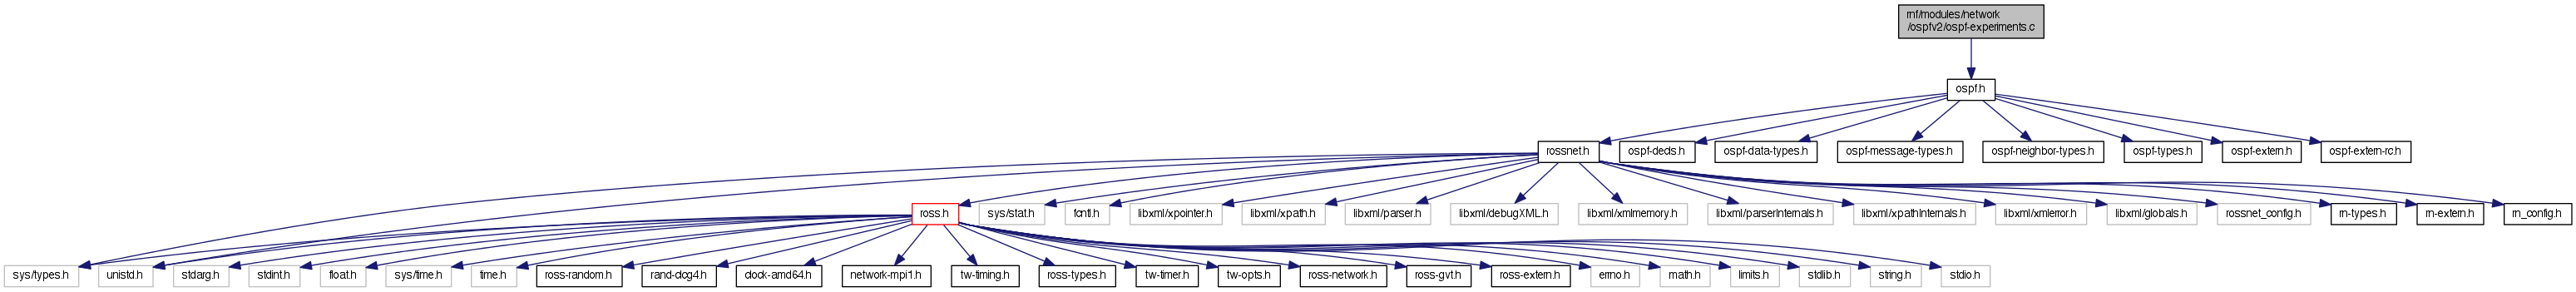 rnf/modules/network
/ospfv2/ospf-experiments.c
ospf.h
rossnet.h
ospf-decls.h
ospf-data-types.h
ospf-message-types.h
ospf-neighbor-types.h
ospf-types.h
ospf-extern.h
ospf-extern-rc.h
ross.h
sys/stat.h
fcntl.h
libxml/xpointer.h
libxml/xpath.h
libxml/parser.h
libxml/debugXML.h
libxml/xmlmemory.h
libxml/parserInternals.h
libxml/xpathInternals.h
libxml/xmlerror.h
libxml/globals.h
rossnet_config.h
rn-types.h
rn-extern.h
rn_config.h
sys/types.h
unistd.h
stdarg.h
stdint.h
float.h
sys/time.h
time.h
ross-random.h
rand-clcg4.h
clock-amd64.h
network-mpi1.h
tw-timing.h
ross-types.h
tw-timer.h
tw-opts.h
ross-network.h
ross-gvt.h
ross-extern.h
errno.h
math.h
limits.h
stdlib.h
string.h
stdio.h